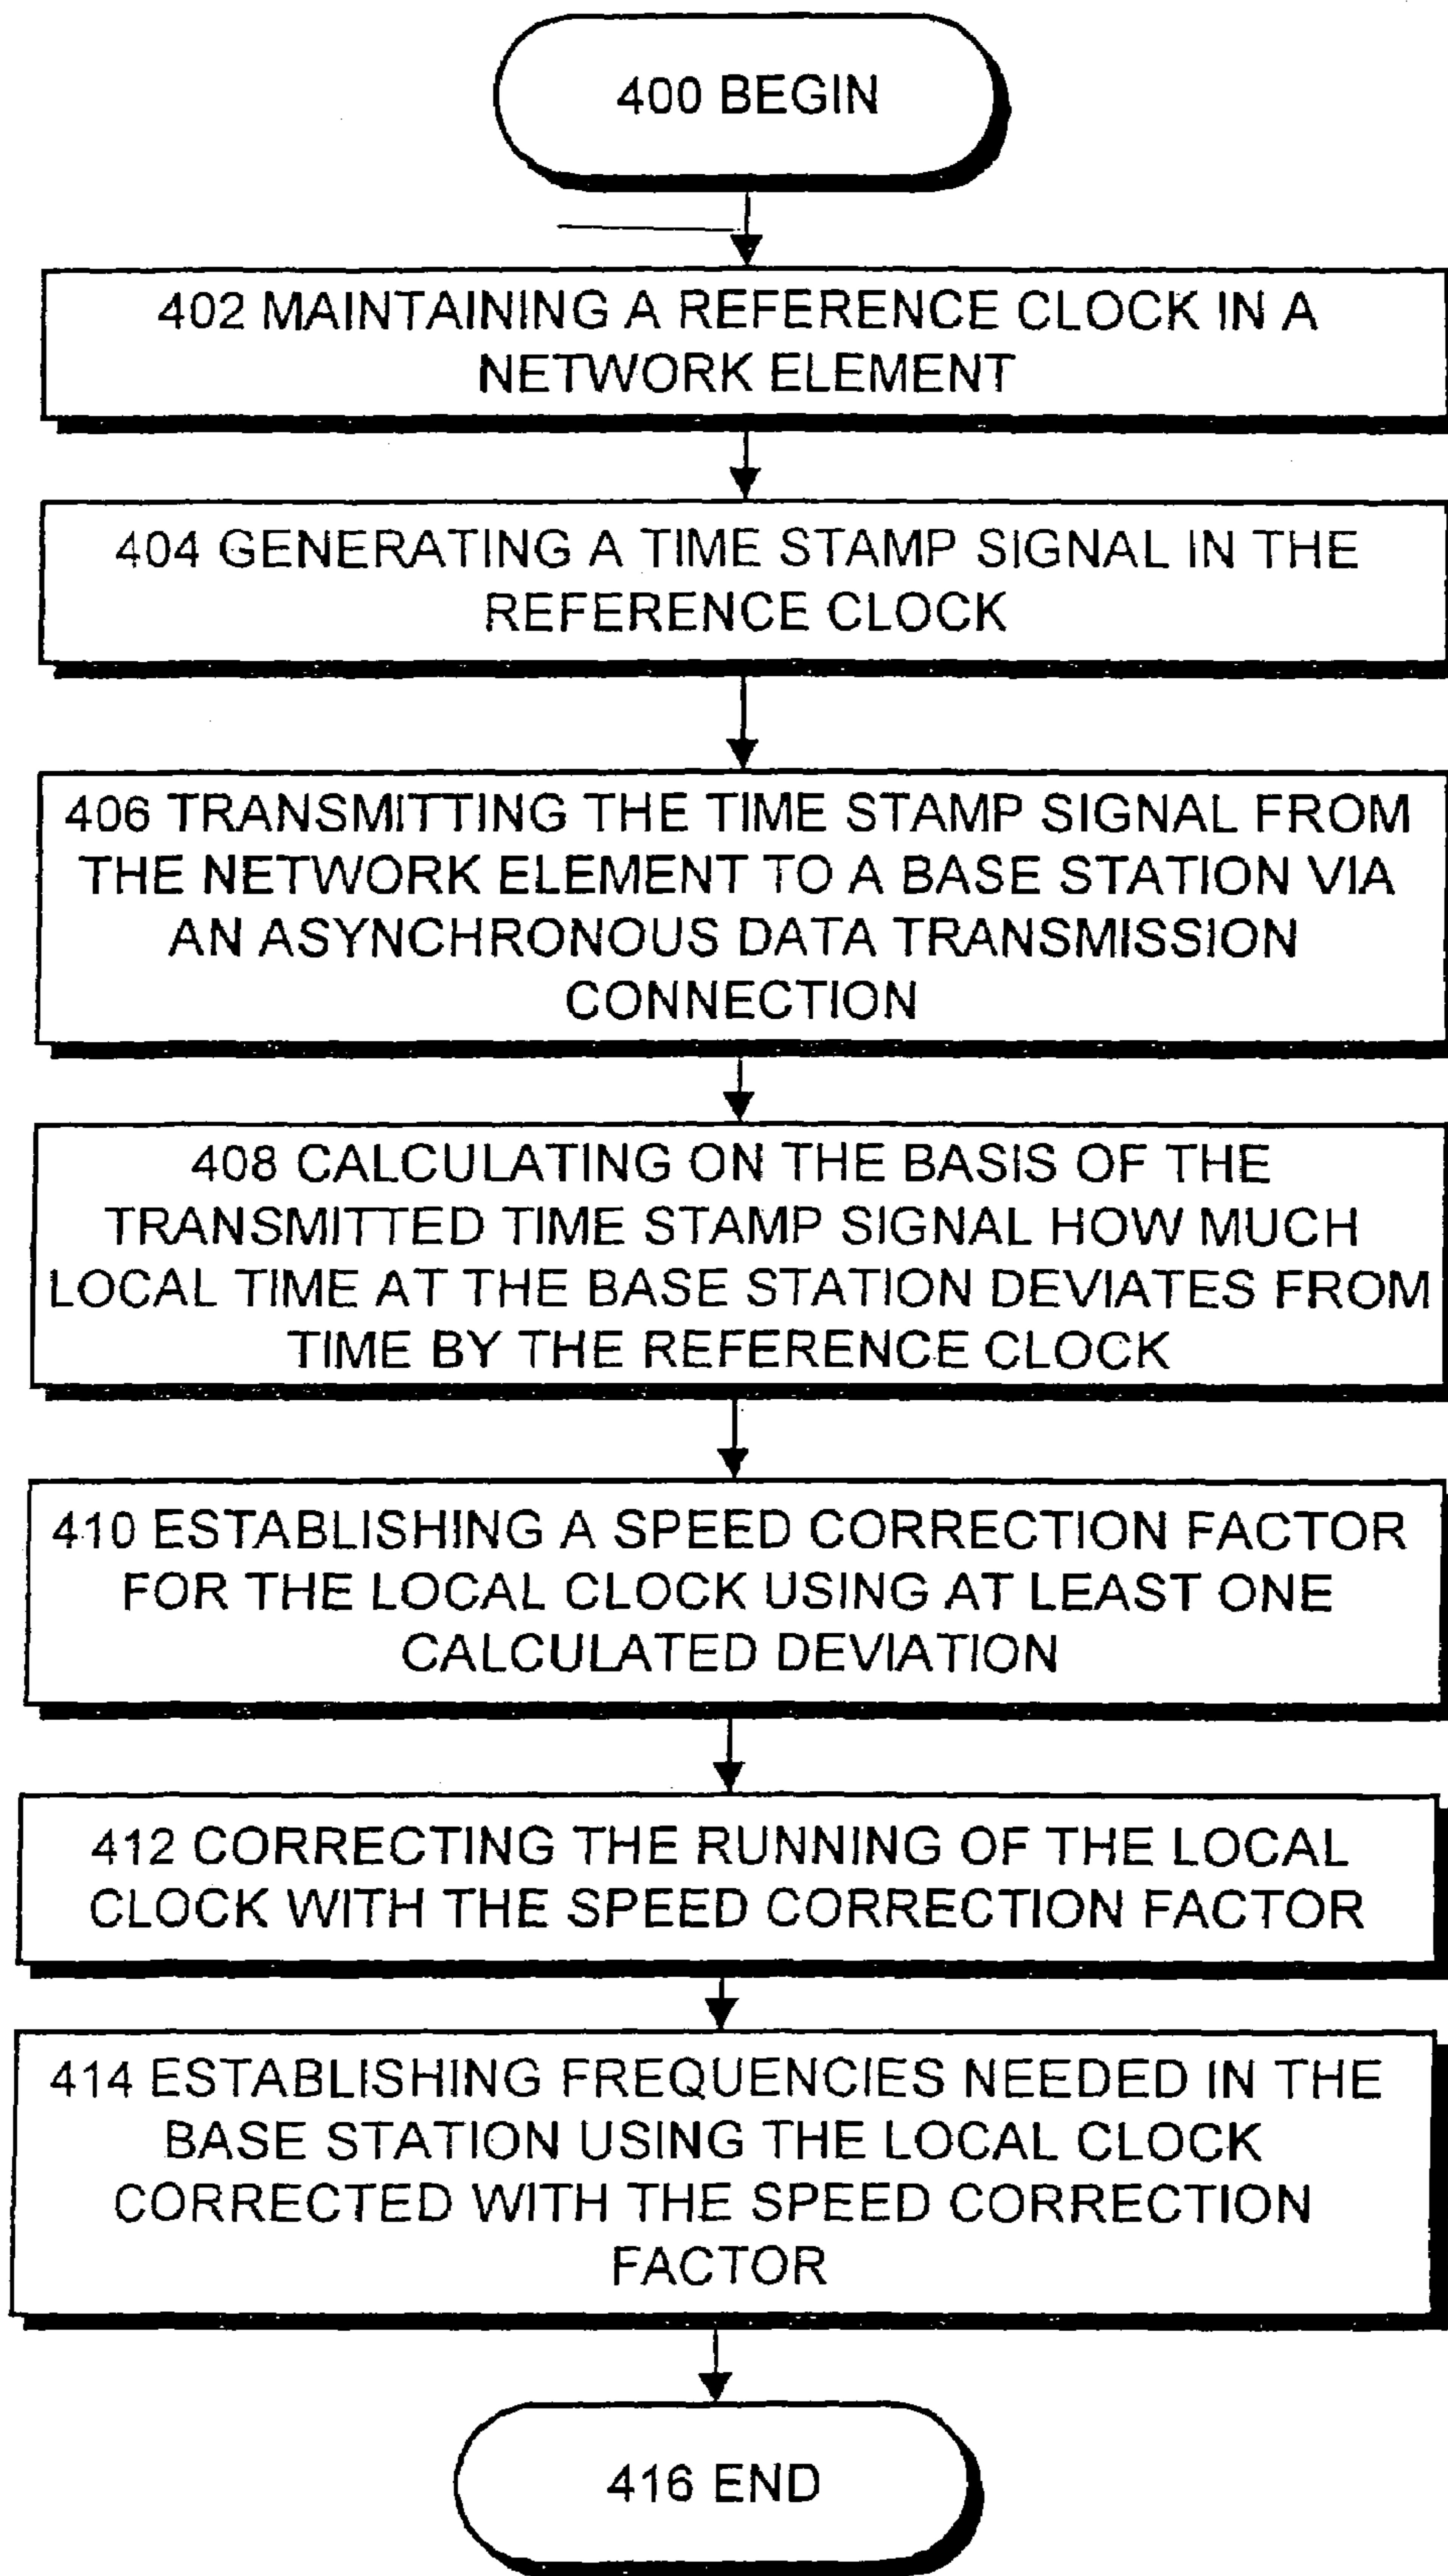 400 BEGIN
402 MAINTAINING A REFERENCE CLOCK IN A
NETWORK ELEMENT
404 GENERATING A TIME STAMP SIGNAL IN THE
REFERENCE CLOCK
406 TRANSMITTING THE TIME STAMP SIGNAL FROM
THE NETWORK ELEMENT TO A BASE STATION VIA
AN ASYNCHRONOUS DATA TRANSMISSION
CONNECTION
408 CALCULATING ON THE BASIS OF THE
TRANSMITTED TIME STAMP SIGNAL HOW MUCH
LOCAL TIME AT THE BASE STATION DEVIATES FROM
TIME BY THE REFERENCE CLOCK
410 ESTABLISHING A SPEED CORRECTION FACTOR
FOR THE LOCAL CLOCK USING AT LEAST ONE
CALCULATED DEVIATION
412 CORRECTING THE RUNNING OF THE LOCAL
CLOCK WITH THE SPEED CORRECTION FACTOR
414 ESTABLISHING FREQUENCIES NEEDED IN THE
BASE STATION USING THE LOCAL CLOCK
CORRECTED WITH THE SPEED CORRECTION
FACTOR
416 END